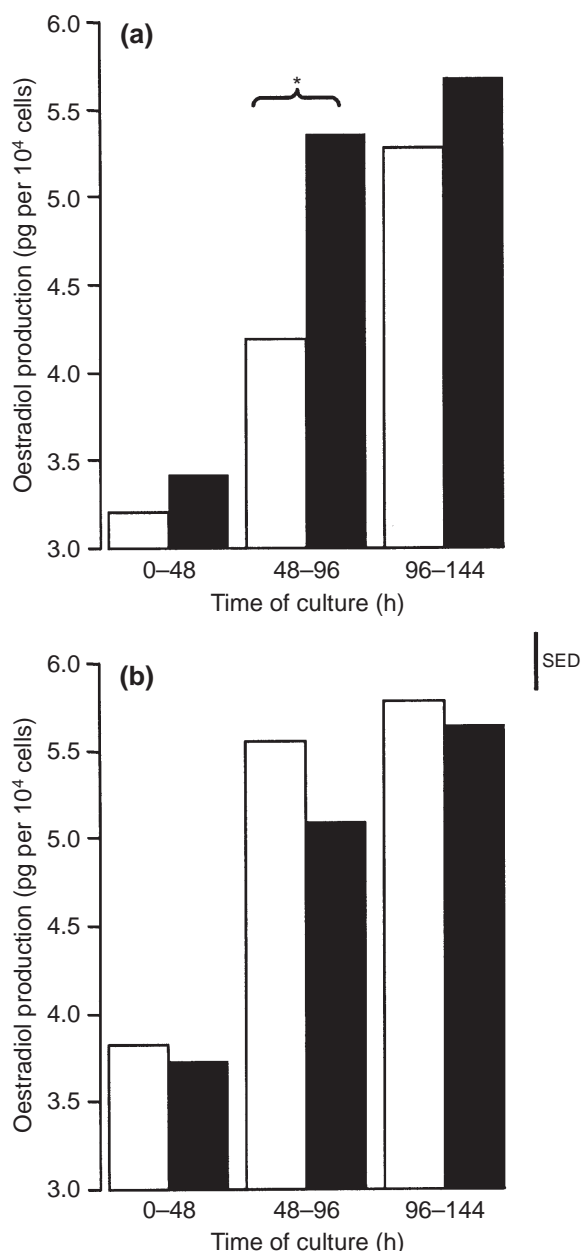 (a)
*
Oestradiol production (pg per 10⁴ cells)
6.0
5.5
5.0
4.5
4.0
3.5
3.0
0–48 48–96 96–144
Time of culture (h)
SED
(b)
Oestradiol production (pg per 10⁴ cells)
6.0
5.5
5.0
4.5
4.0
3.5
3.0
0–48 48–96 96–144
Time of culture (h)